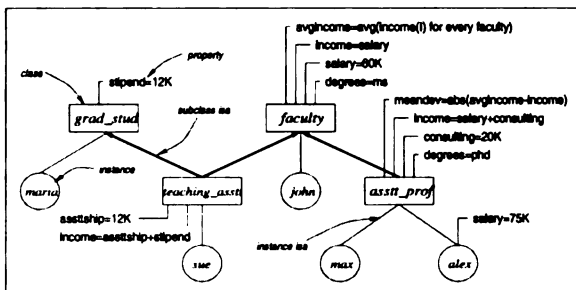 avgincome=avg(income(f) for every faculty)
income=salary
salary=60K
degrees=ms
property
class
stipend=12K
meandev=abs(avgincome-income)
income=salary+consulting
consulting=20K
degrees=phd
grad_stud
subclass isa
faculty
instance
maria
teaching_asstt
john
asstt_prof
assttship=12K
income=assttship+stipend
instance isa
salary=75K
sue
max
alex